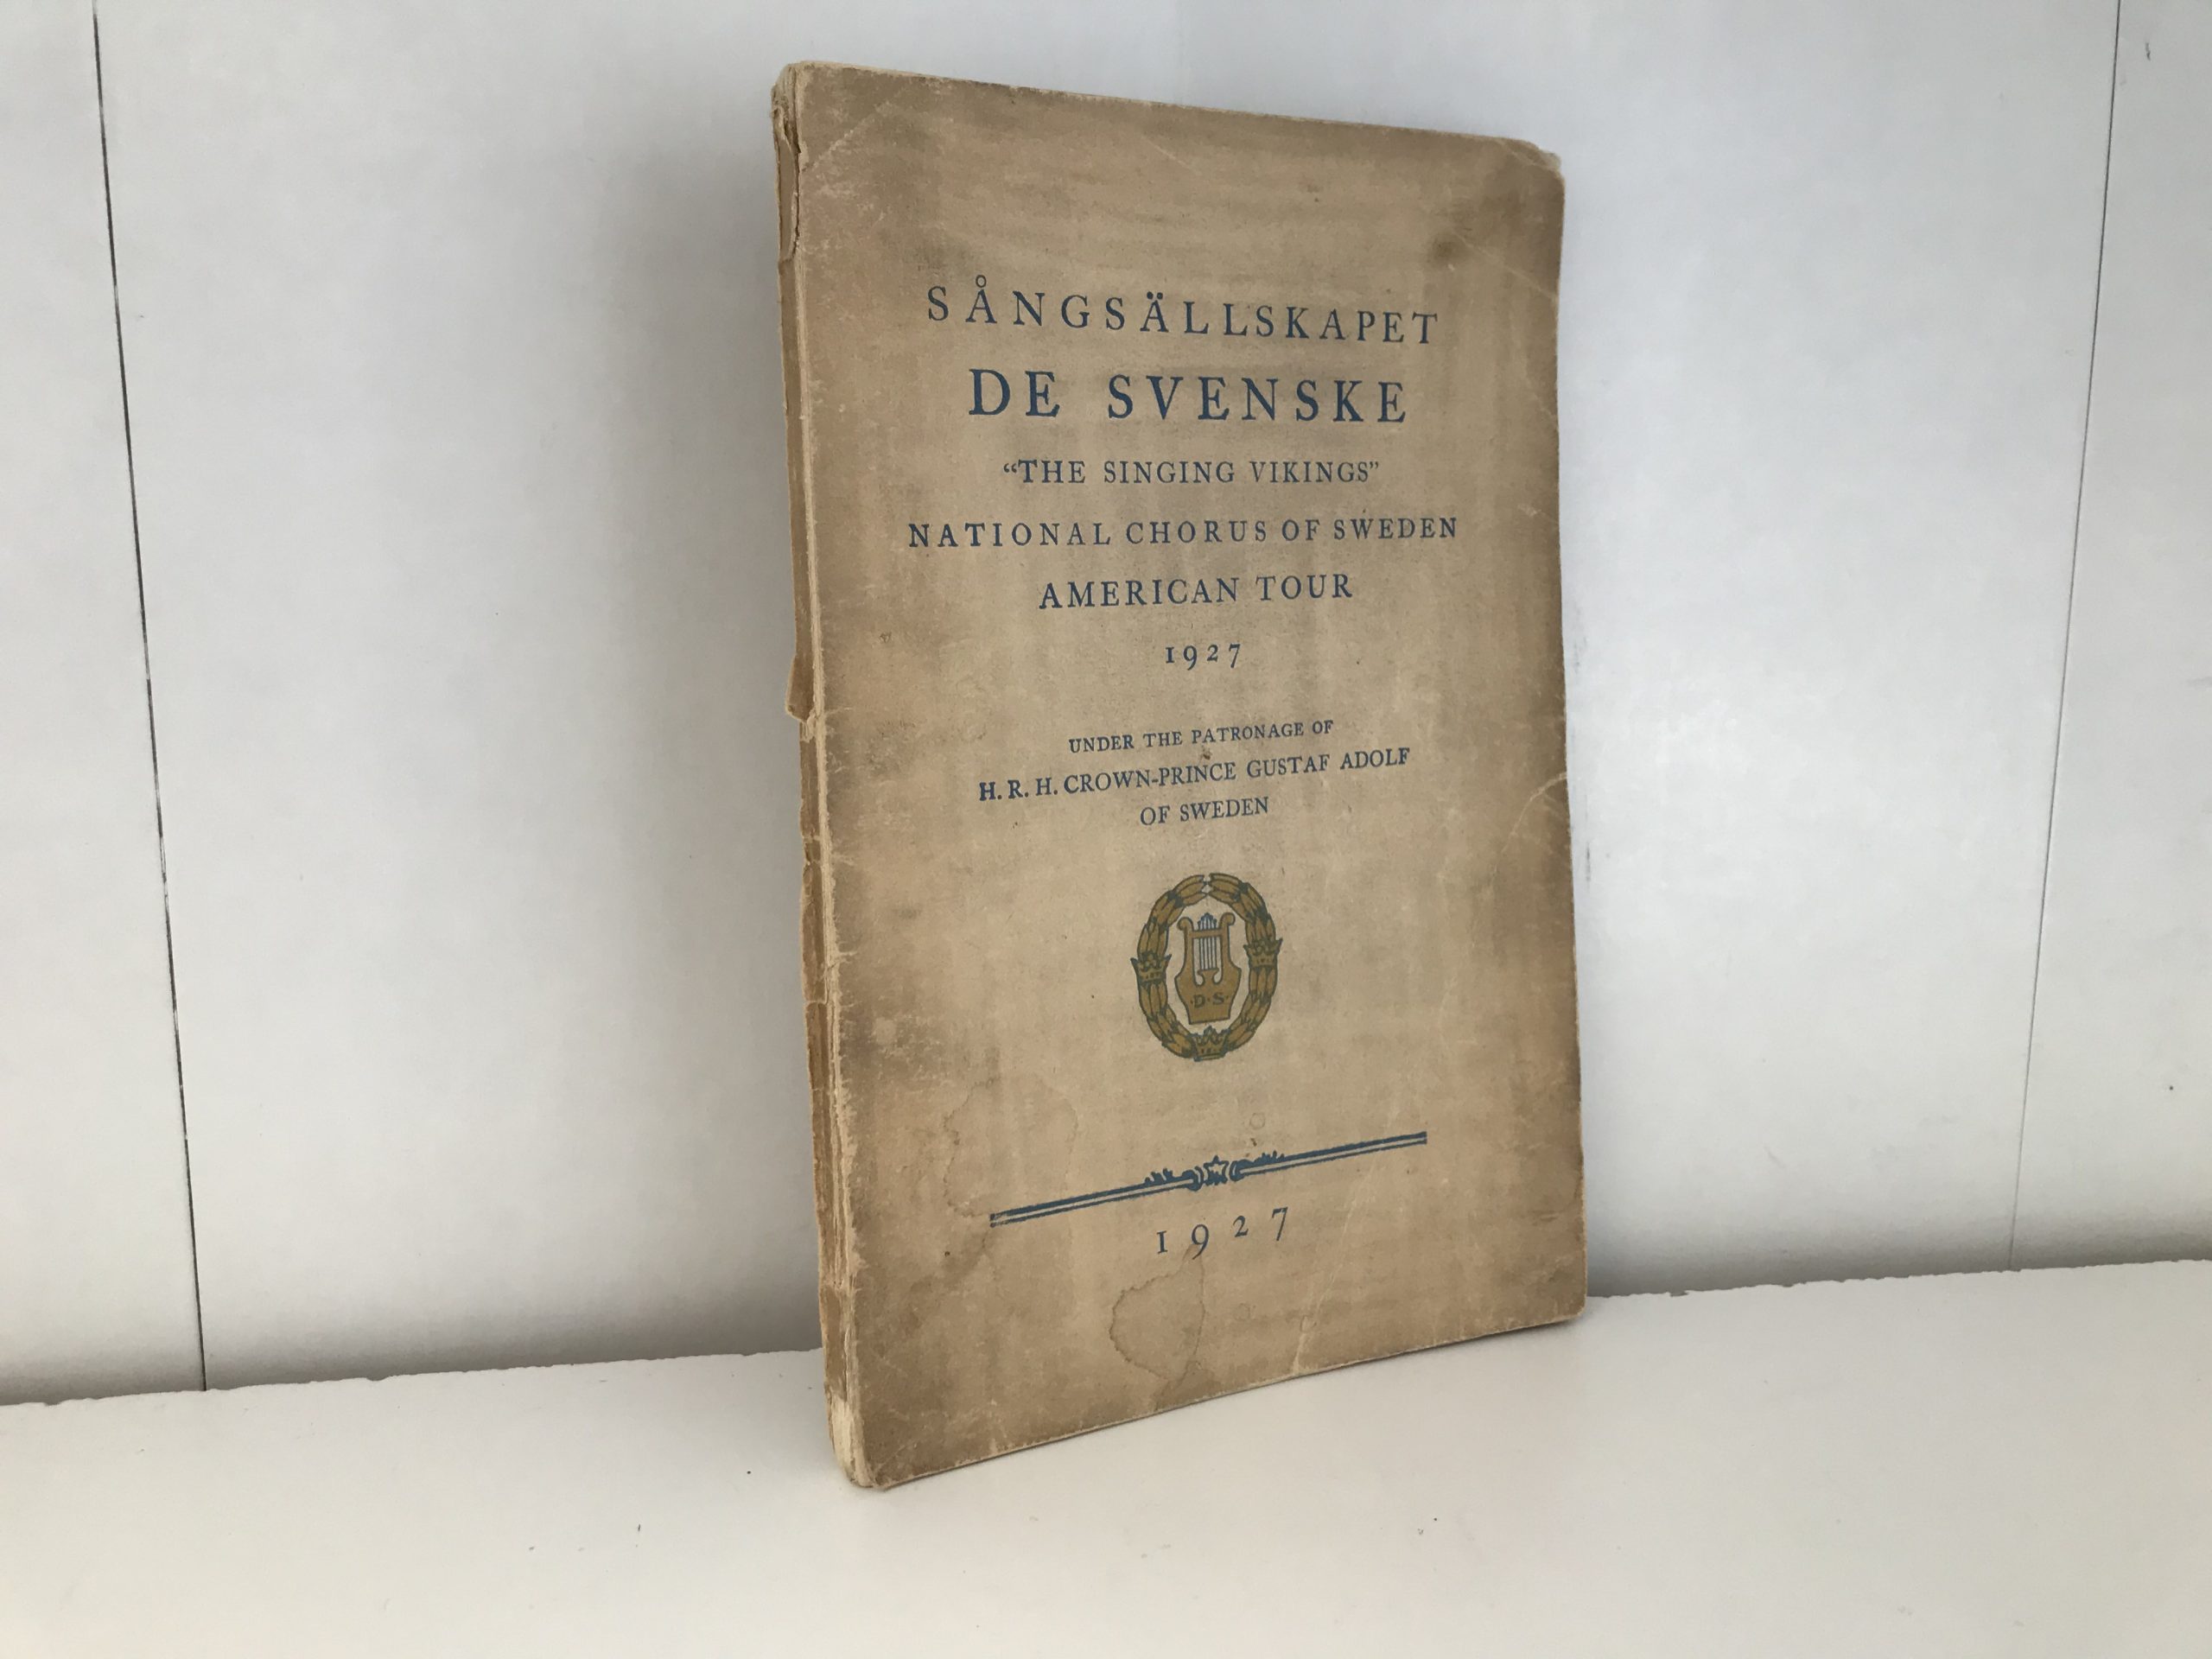 SÅNGSÄLLSKAPET
DE SVENSKE
“THE SINGING VIKINGS”
NATIONAL CHORUS OF SWEDEN
AMERICAN TOUR
1927
UNDER THE PATRONAGE OF
H. R. H. CROWN-PRINCE GUSTAF ADOLF
OF SWEDEN
·D·S·
1927